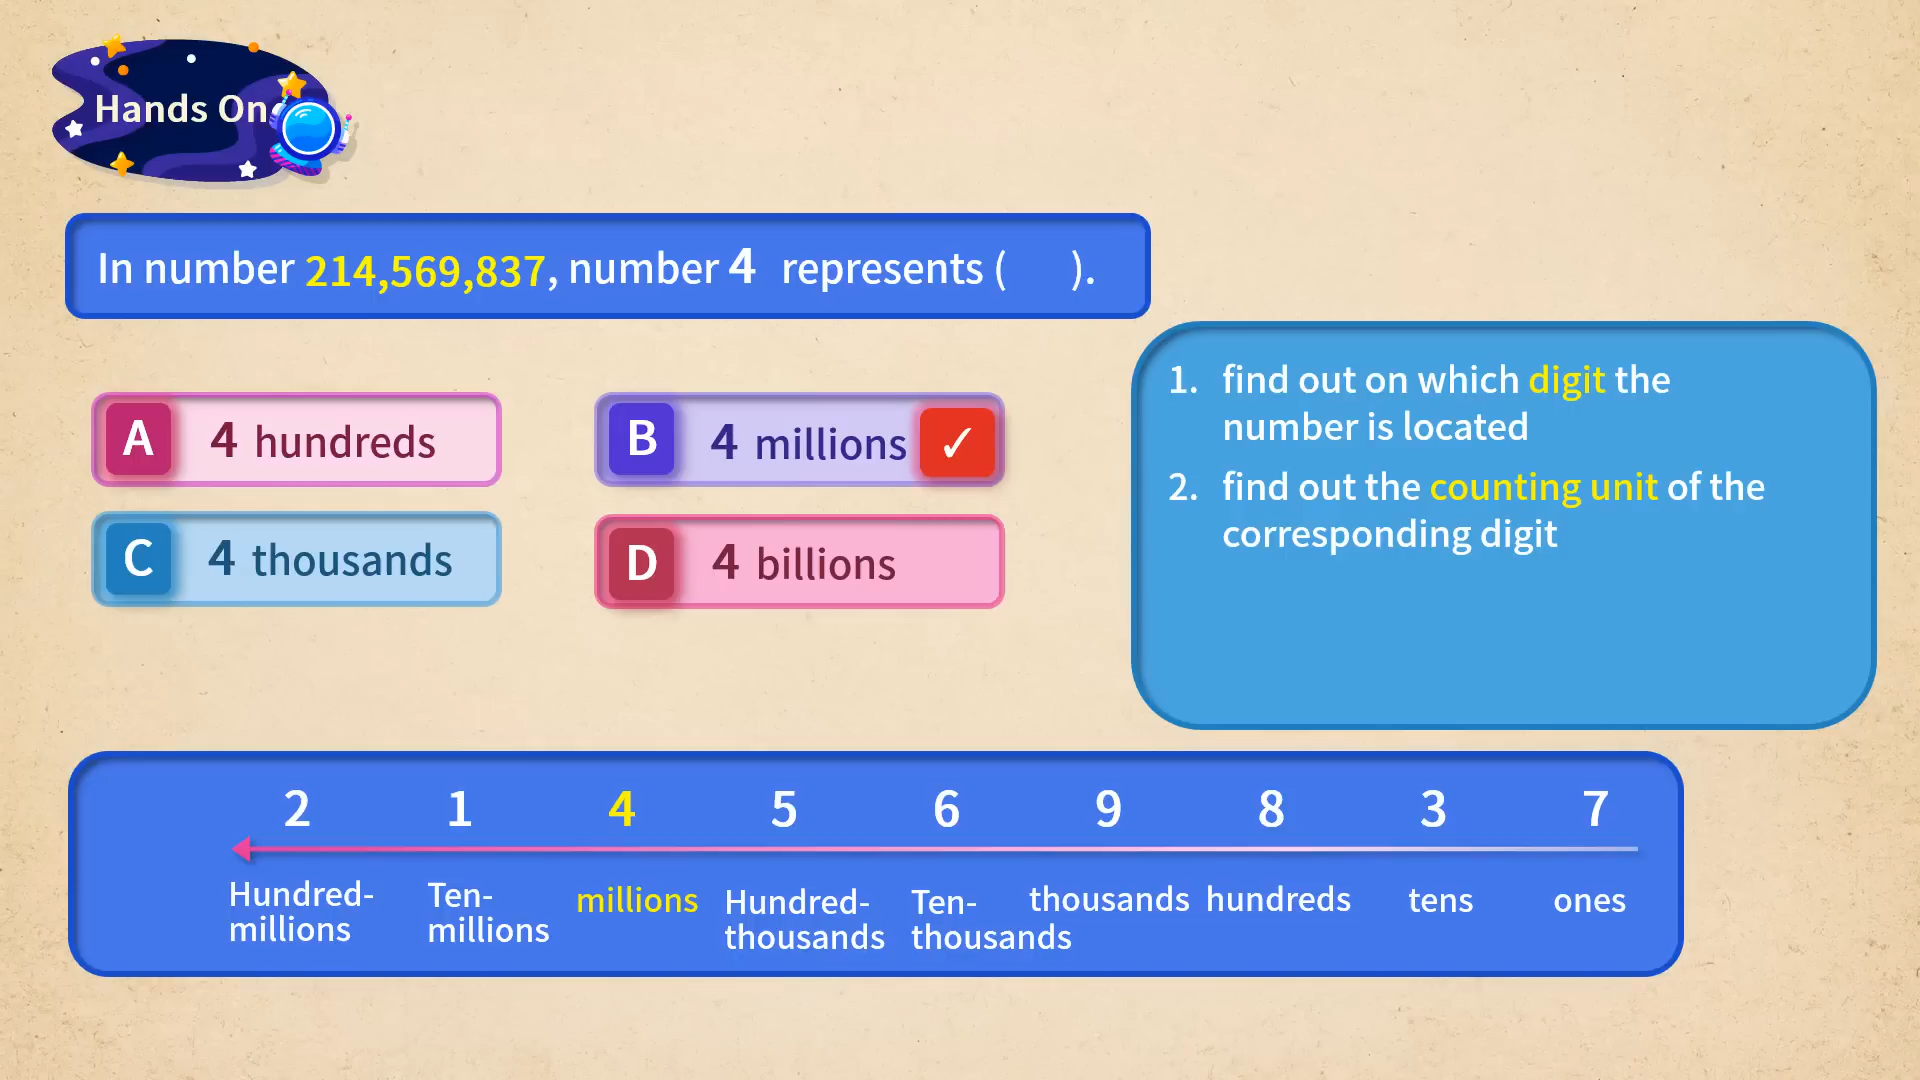 Hands On
In number 214,569,837, number 4 represents ( ).
A 4 hundreds
B 4 millions ✓
C 4 thousands
D 4 billions
1. find out on which digit the
number is located
2. find out the counting unit of the
corresponding digit
2 1 4 5 6 9 8 3 7
Hundred-
millions
Ten-
millions
millions
Hundred-
thousands
Ten-
thousands
thousands
hundreds
tens
ones